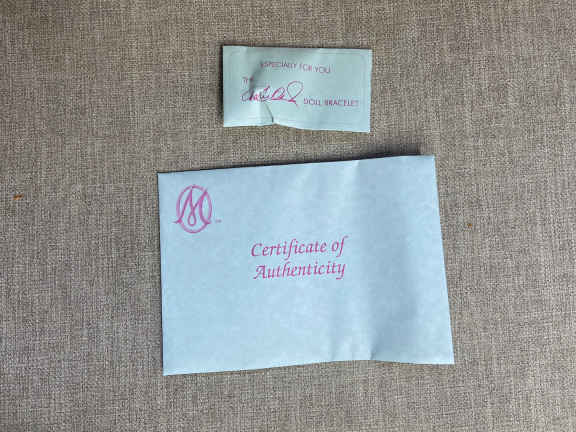 ESPECIALLY FOR YOU
THE
DOLL BRACELET
M
Certificate of
Authenticity